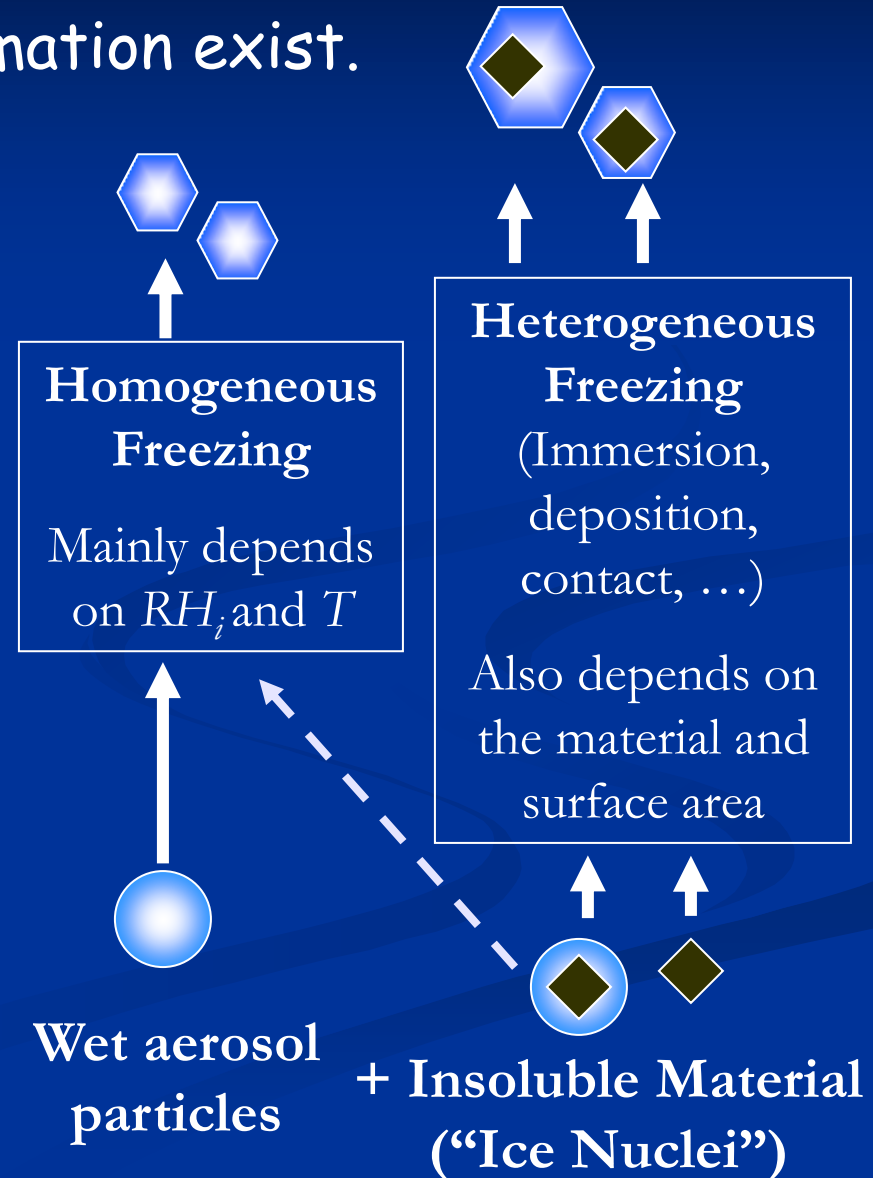 mation exist.
Homogeneous
Freezing
Mainly depends
on RHi and T
Heterogeneous
Freezing
(Immersion,
deposition,
contact, …)
Also depends on
the material and
surface area
Wet aerosol
particles
+ Insoluble Material
(“Ice Nuclei”)